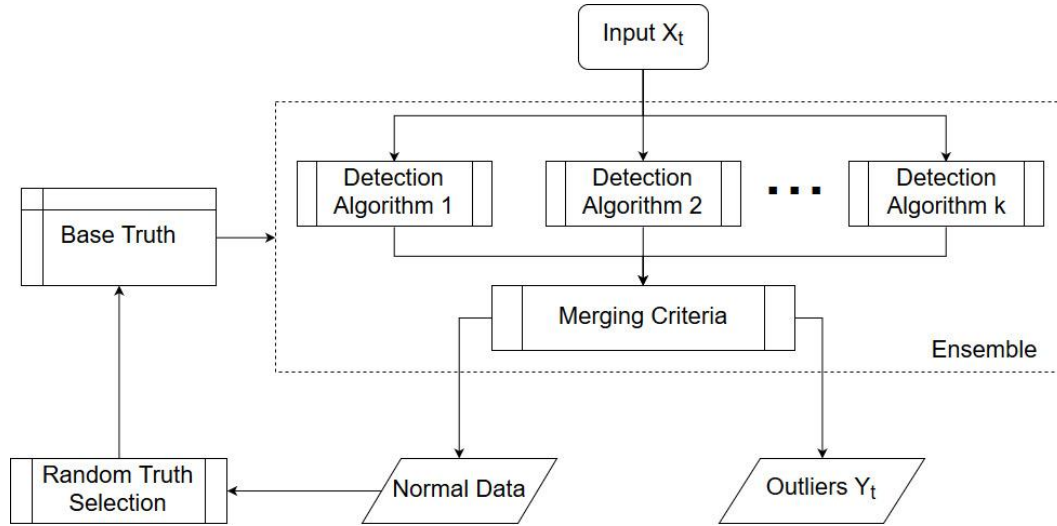 Input Xₜ
Detection
Algorithm 1
Detection
Algorithm 2
...
Detection
Algorithm k
Base Truth
Merging Criteria
Ensemble
Random Truth
Selection
Normal Data
Outliers Yₜ